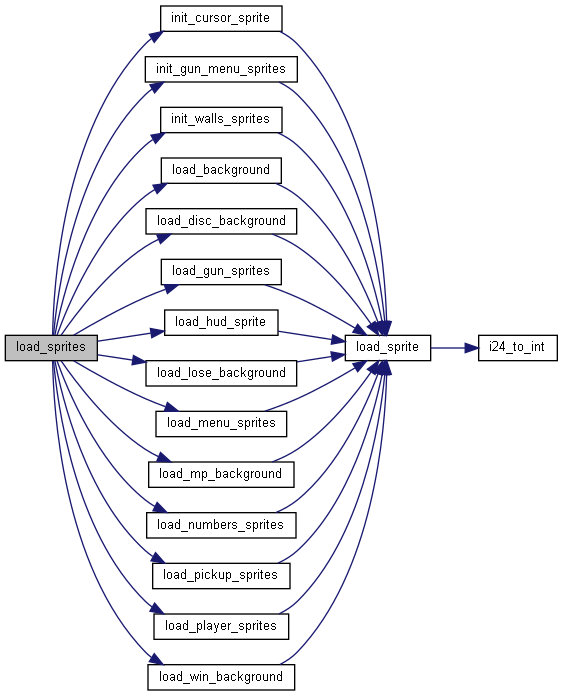 init_cursor_sprite
init_gun_menu_sprites
init_walls_sprites
load_background
load_disc_background
load_gun_sprites
load_hud_sprite
load_sprites
load_sprite
i24_to_int
load_lose_background
load_menu_sprites
load_mp_background
load_numbers_sprites
load_pickup_sprites
load_player_sprites
load_win_background